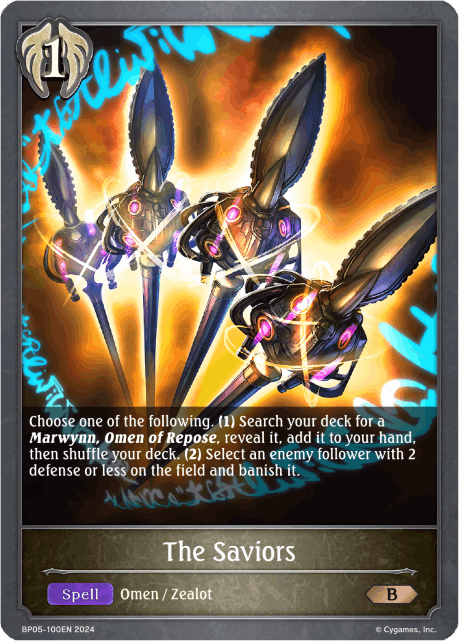 1
Choose one of the following. (1) Search your deck for a
Marwynn, Omen of Repose, reveal it, add it to your hand,
then shuffle your deck. (2) Select an enemy follower with 2
defense or less on the field and banish it.
The Saviors
Spell Omen / Zealot B
BP05-100EN 2024 © Cygames, Inc.